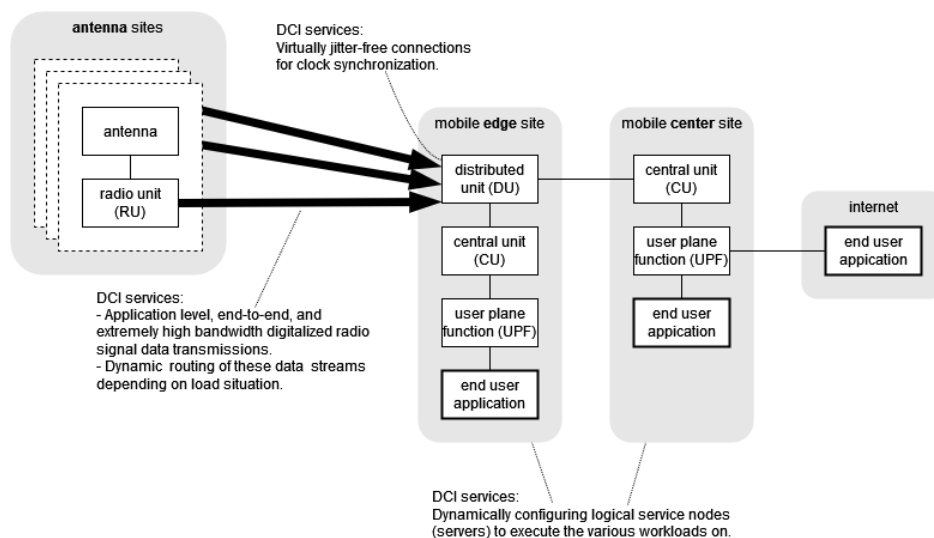 antenna sites
antenna
radio unit
(RU)
DCI services:
Virtually jitter-free connections
for clock synchronization.
DCI services:
- Application level, end-to-end, and
extremely high bandwidth digitalized radio
signal data transmissions.
- Dynamic routing of these data streams
depending on load situation.
mobile edge site
distributed
unit (DU)
central unit
(CU)
user plane
function (UPF)
end user
application
mobile center site
central unit
(CU)
user plane
function (UPF)
end user
appication
internet
end user
appication
DCI services:
Dynamically configuring logical service nodes
(servers) to execute the various workloads on.